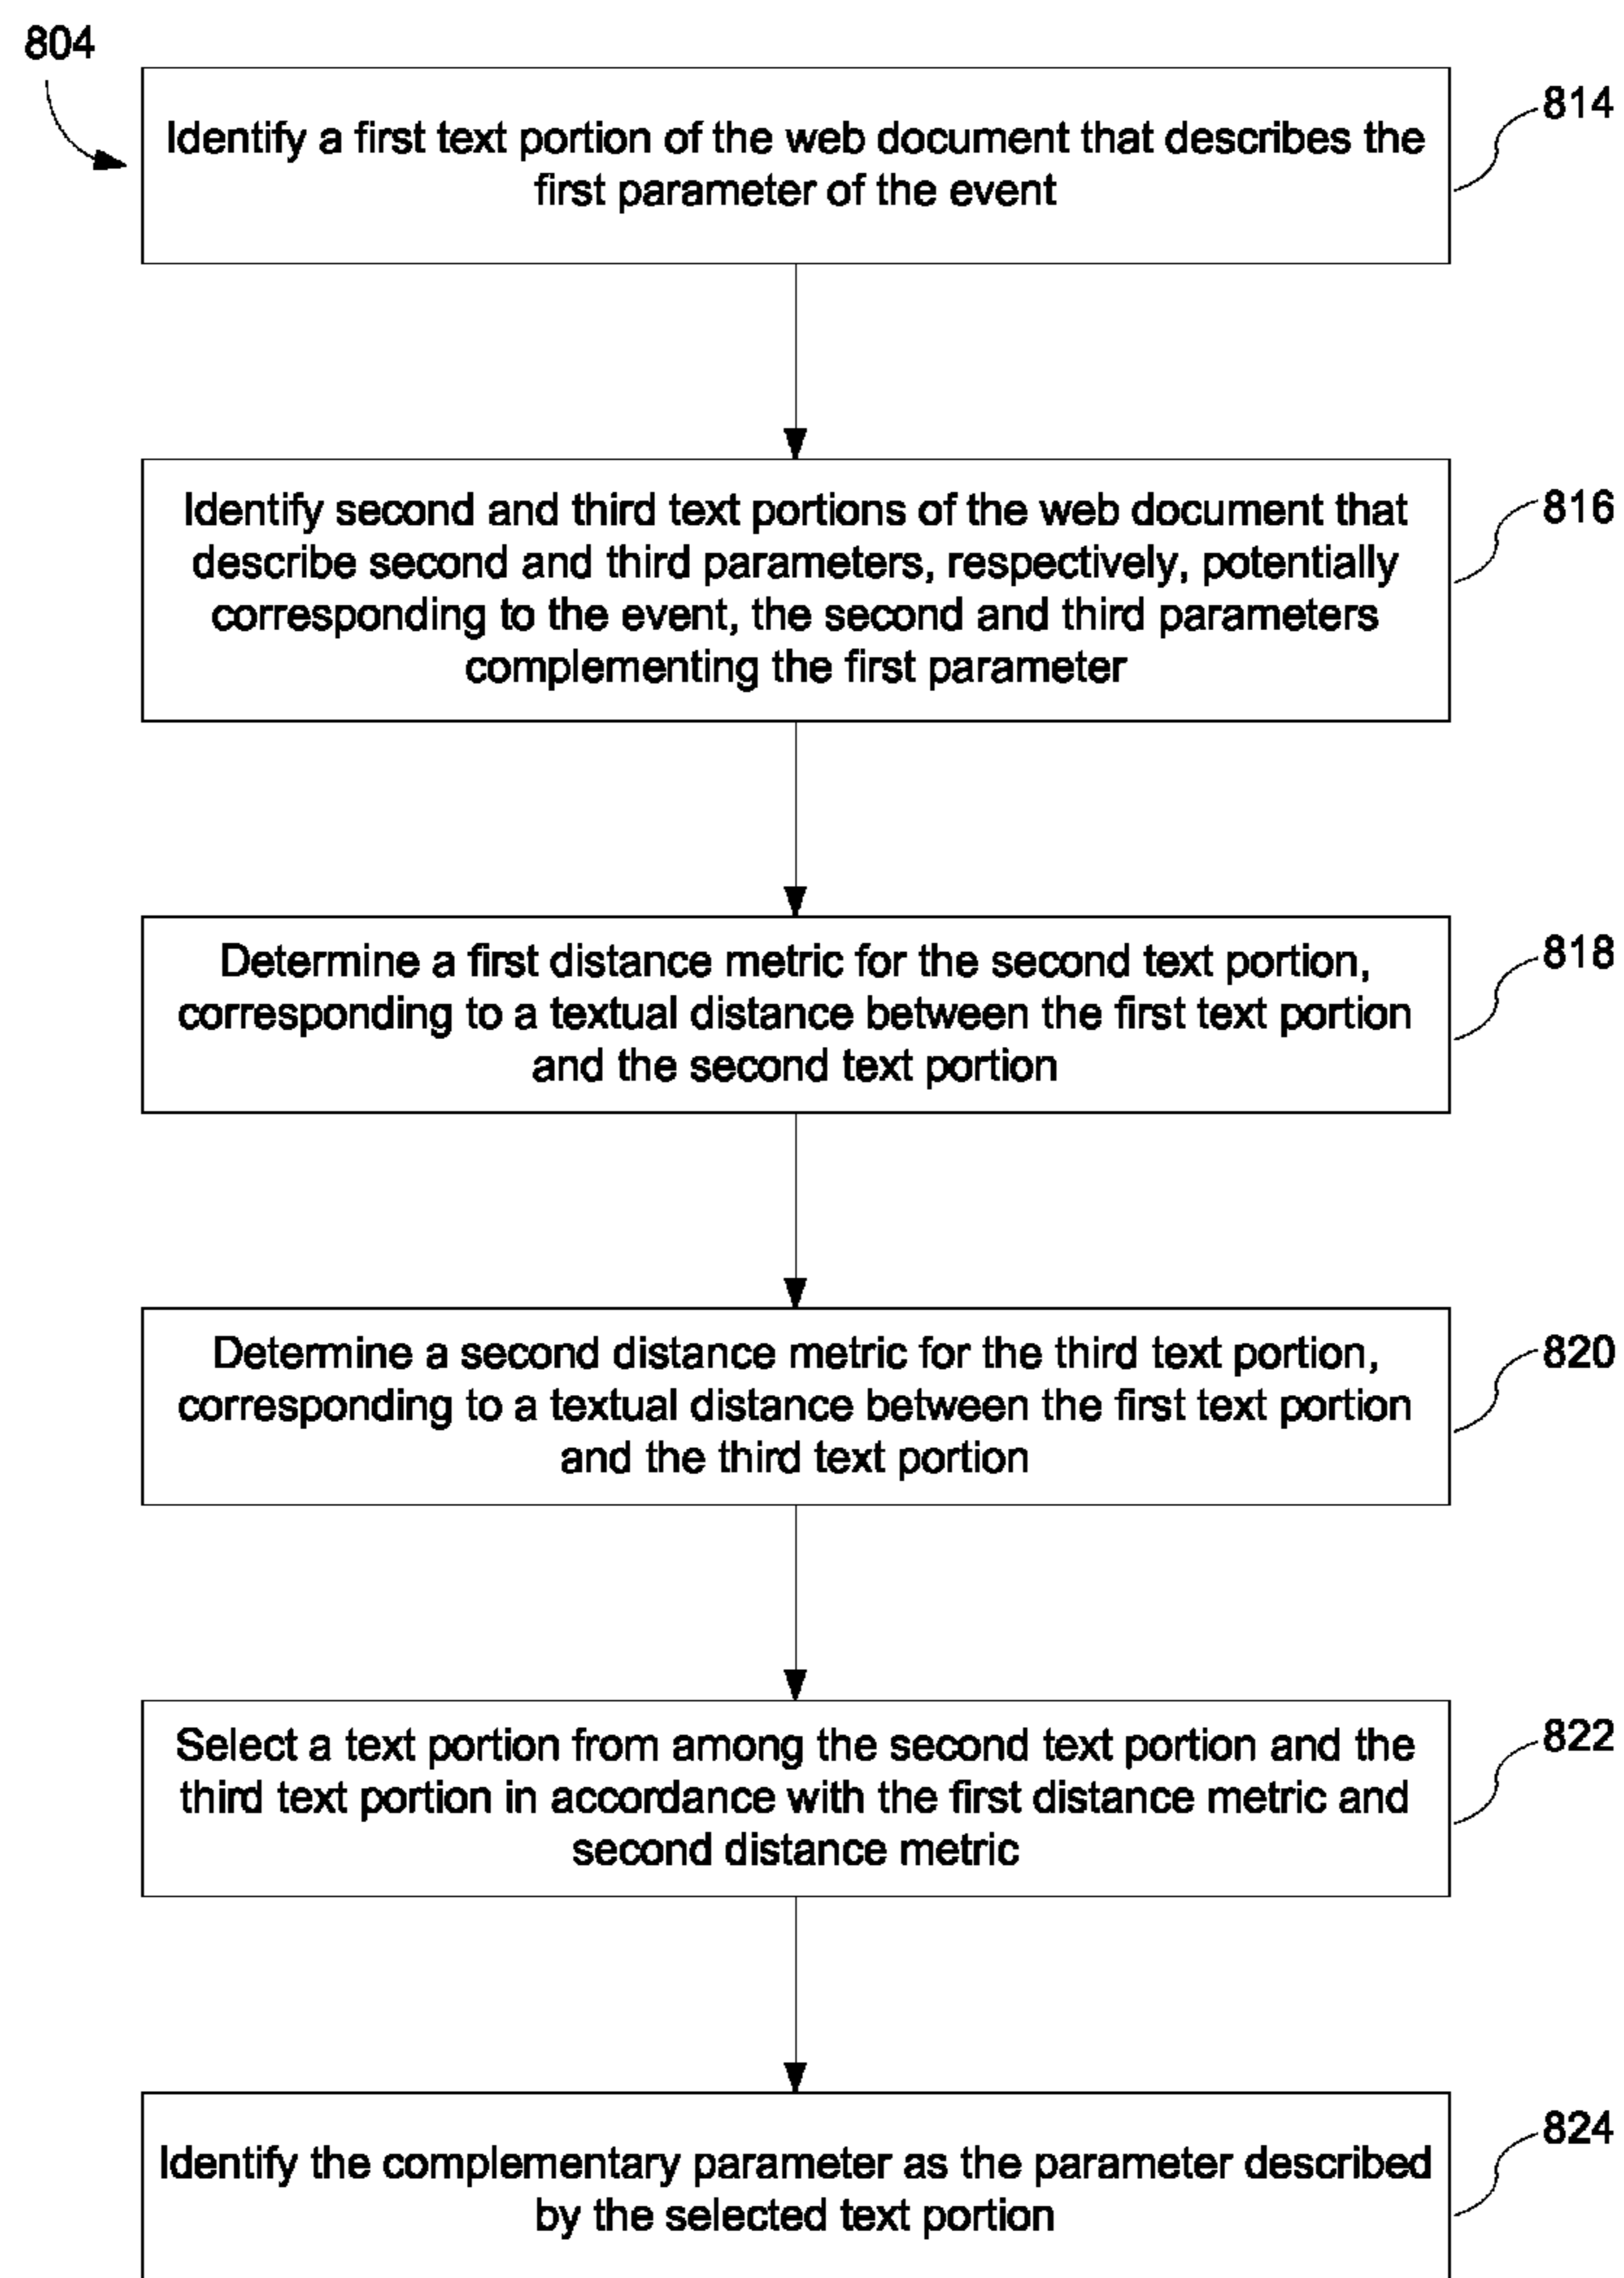 804
814
Identify a first text portion of the web document that describes the
first parameter of the event
816
Identify second and third text portions of the web document that
describe second and third parameters, respectively, potentially
corresponding to the event, the second and third parameters
complementing the first parameter
818
Determine a first distance metric for the second text portion,
corresponding to a textual distance between the first text portion
and the second text portion
820
Determine a second distance metric for the third text portion,
corresponding to a textual distance between the first text portion
and the third text portion
822
Select a text portion from among the second text portion and the
third text portion in accordance with the first distance metric and
second distance metric
824
Identify the complementary parameter as the parameter described
by the selected text portion